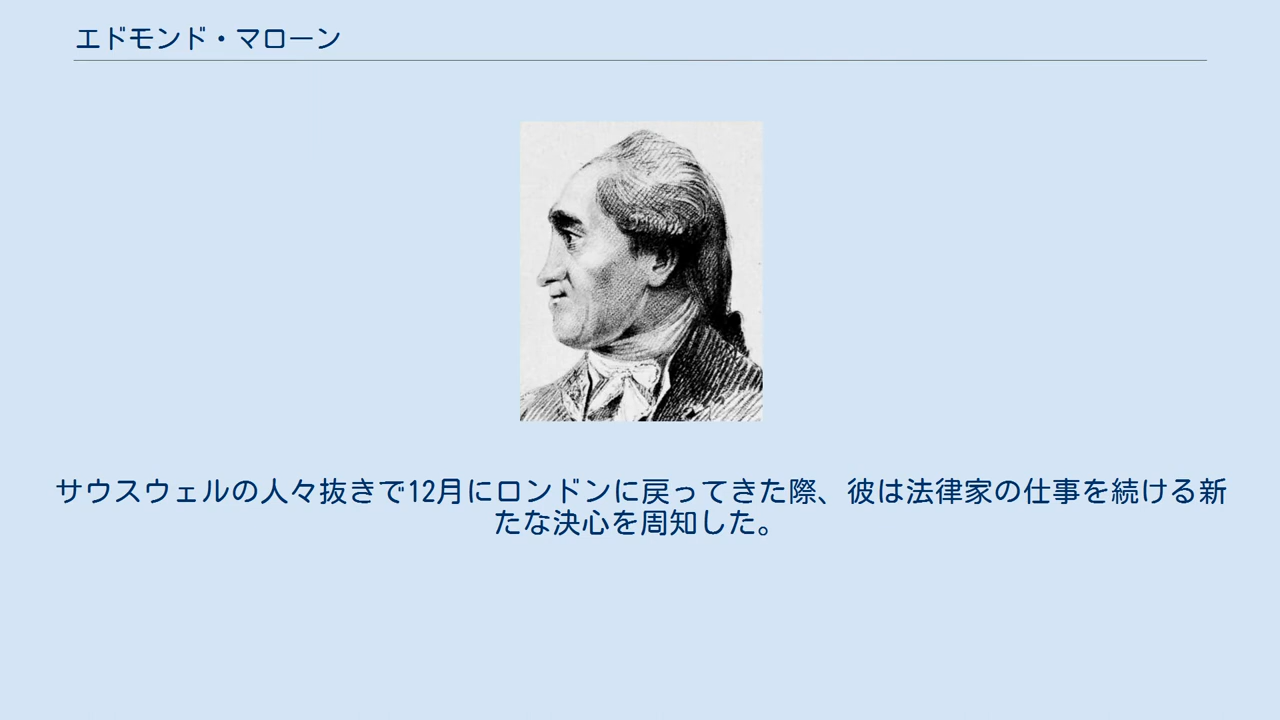 エドモンド・マローン
サウスウェルの人々抜きで12月にロンドンに戻ってきた際、彼は法律家の仕事を続ける新
たな決心を周知した。